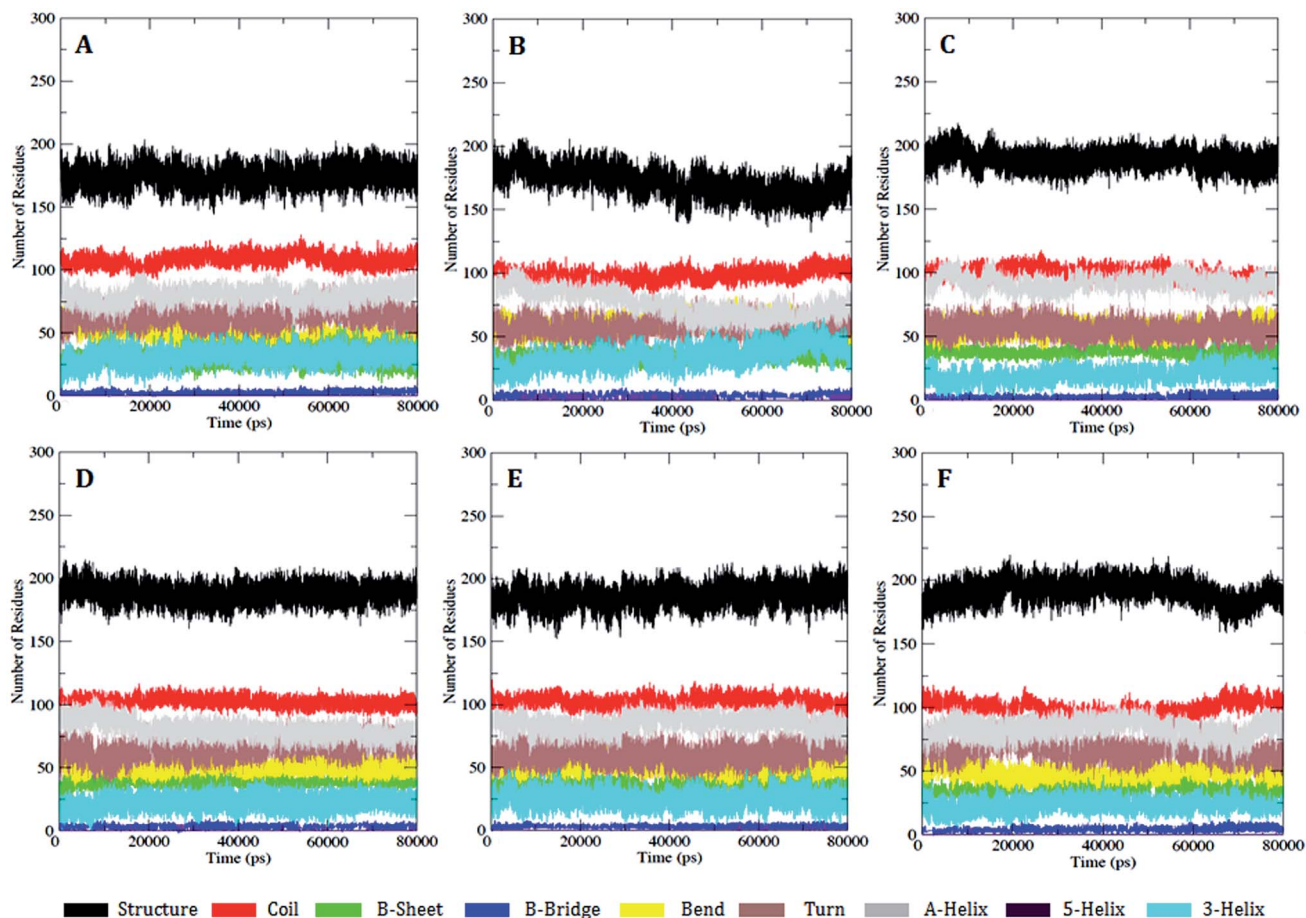 A
B
C
300
250
200
150
100
50
0
Number of Residues
0 20000 40000 60000 80000
Time (ps)
300
250
200
150
100
50
0
Number of Residues
0 20000 40000 60000 80000
Time (ps)
300
250
200
150
100
50
0
Number of Residues
0 20000 40000 60000 80000
Time (ps)
D
E
F
300
250
200
150
100
50
0
Number of Residues
0 20000 40000 60000 80000
Time (ps)
300
250
200
150
100
50
0
Number of Residues
0 20000 40000 60000 80000
Time (ps)
300
250
200
150
100
50
0
Number of Residues
0 20000 40000 60000 80000
Time (ps)
Structure Coil B-Sheet B-Bridge Bend Turn A-Helix 5-Helix 3-Helix